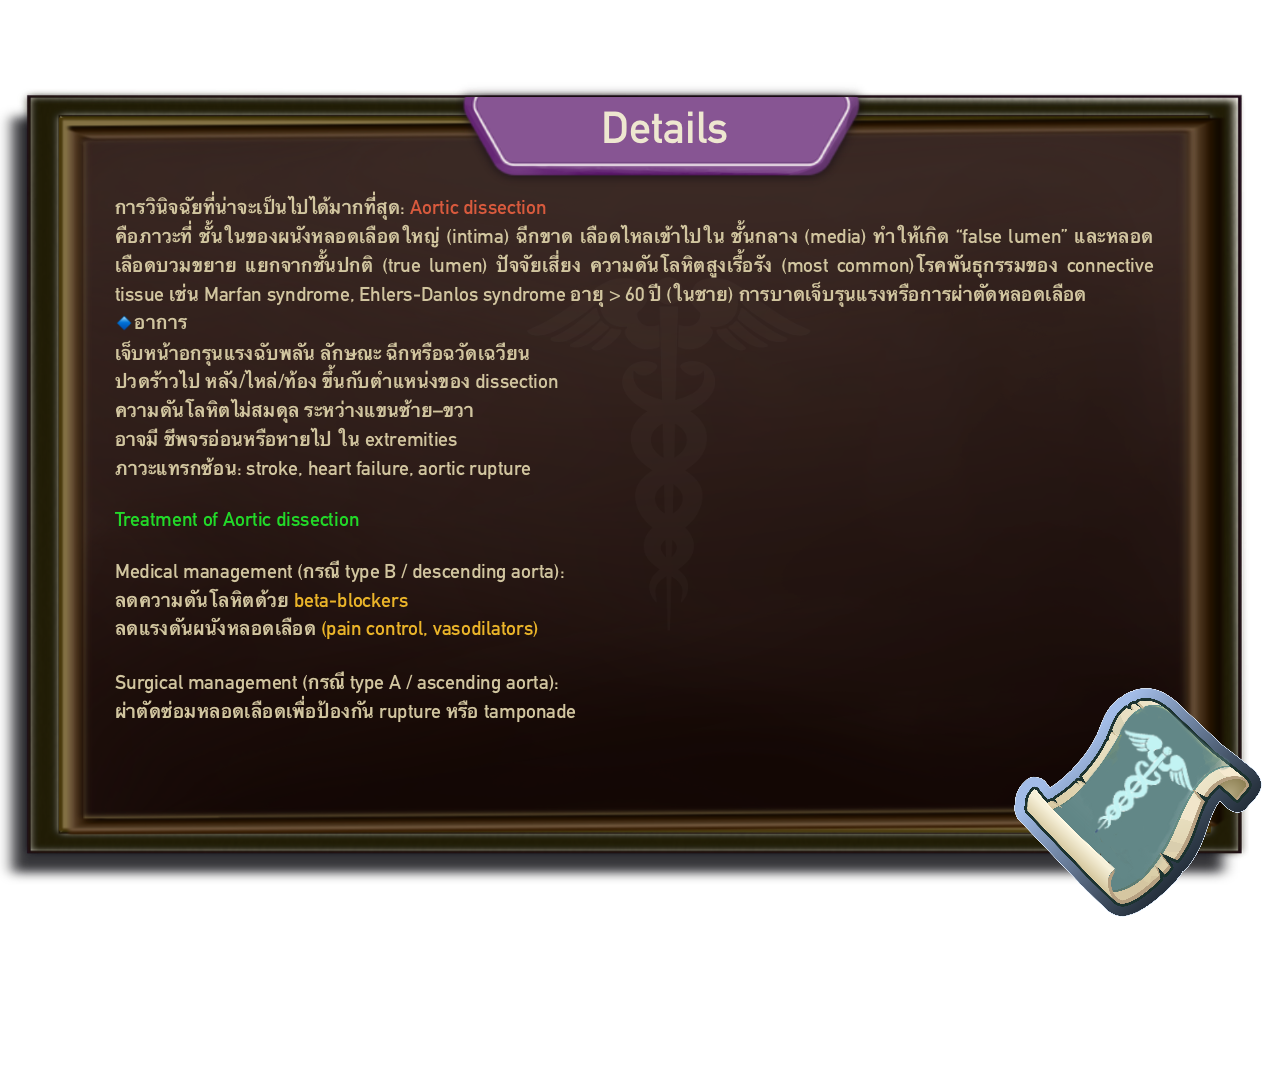 Details
การวินิจฉัยที่น่าจะเป็นไปได้มากที่สุด: Aortic dissection
คือภาวะที่ ชั้นในของผนังหลอดเลือดใหญ่ (intima) ฉีกขาด เลือดไหลเข้าไปใน ชั้นกลาง (media) ทำให้เกิด “false lumen” และหลอด
เลือดบวมขยาย แยกจากชั้นปกติ (true lumen) ปัจจัยเสี่ยง ความดันโลหิตสูงเรื้อรัง (most common)โรคพันธุกรรมของ connective
tissue เช่น Marfan syndrome, Ehlers-Danlos syndrome อายุ > 60 ปี (ในชาย) การบาดเจ็บรุนแรงหรือการผ่าตัดหลอดเลือด
🔹อาการ
เจ็บหน้าอกรุนแรงฉับพลัน ลักษณะ ฉีกหรือฉวัดเฉวียน
ปวดร้าวไป หลัง/ไหล่/ท้อง ขึ้นกับตำแหน่งของ dissection
ความดันโลหิตไม่สมดุล ระหว่างแขนซ้าย–ขวา
อาจมี ชีพจรอ่อนหรือหายไป ใน extremities
ภาวะแทรกซ้อน: stroke, heart failure, aortic rupture
Treatment of Aortic dissection
Medical management (กรณี type B / descending aorta):
ลดความดันโลหิตด้วย beta-blockers
ลดแรงดันผนังหลอดเลือด (pain control, vasodilators)
Surgical management (กรณี type A / ascending aorta):
ผ่าตัดซ่อมหลอดเลือดเพื่อป้องกัน rupture หรือ tamponade